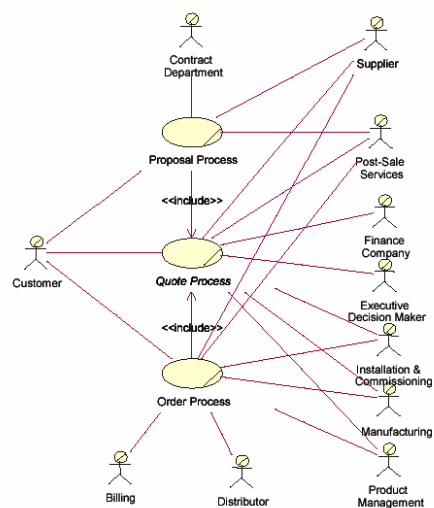 Contract
Department
Supplier
Proposal Process
Post-Sale
Services
<<include>>
Finance
Company
Customer
Quote Process
Executive
Decision Maker
<<include>>
Installation &
Commissioning
Order Process
Manufacturing
Billing
Distributor
Product
Management